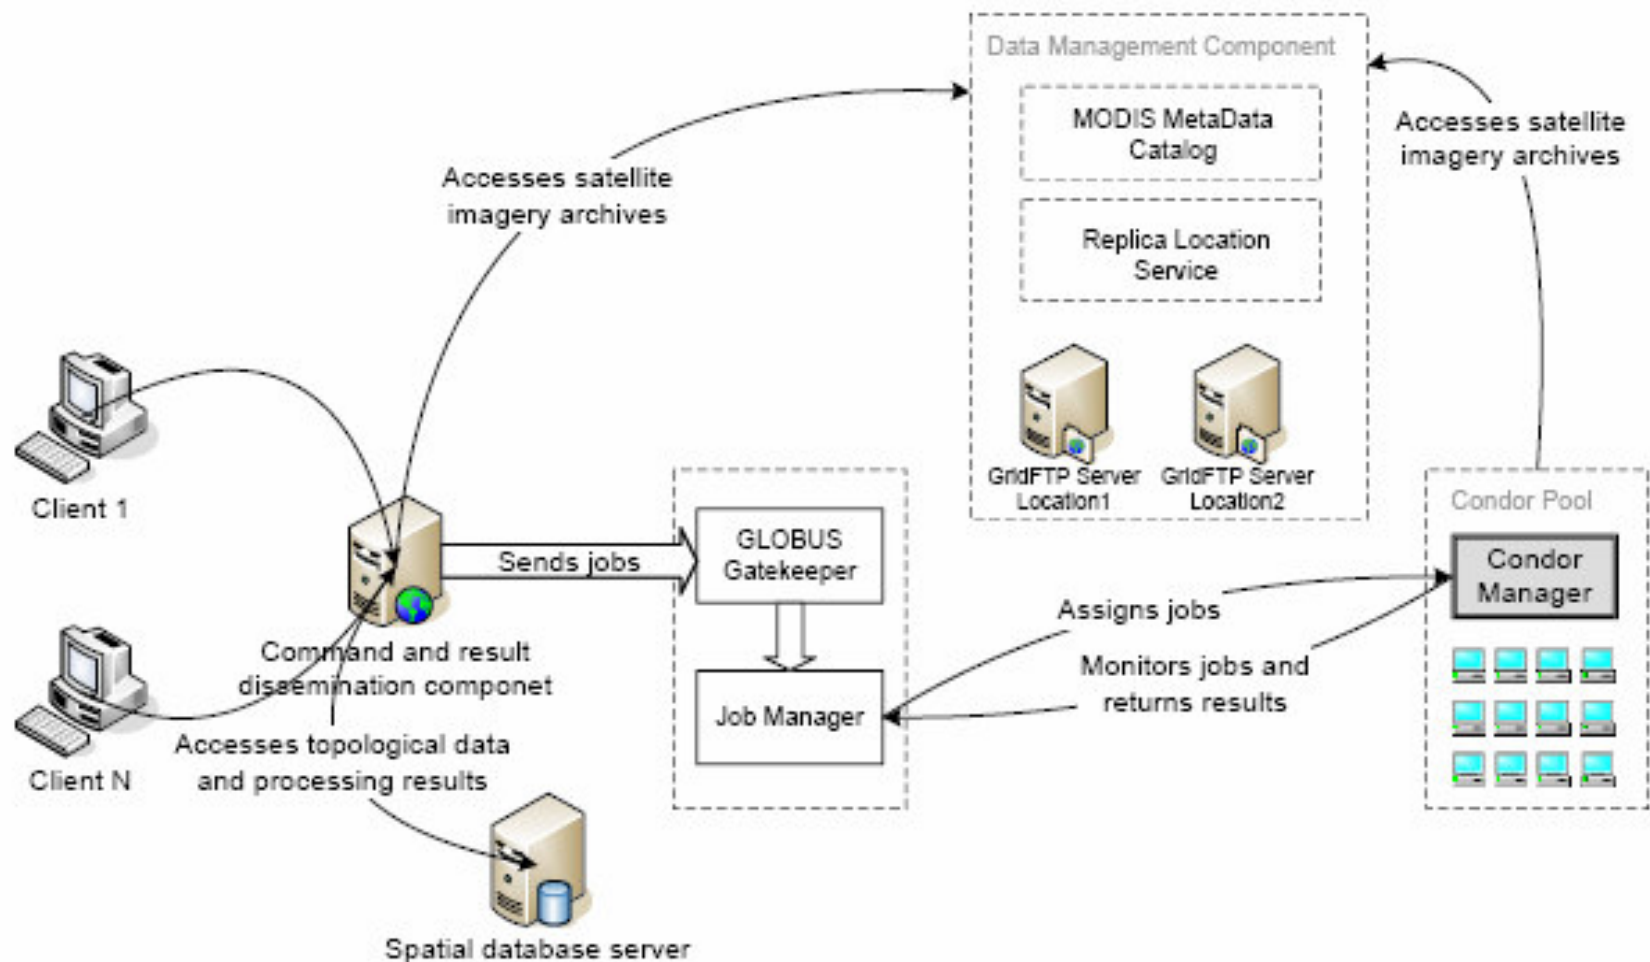 Data Management Component
MODIS MetaData
Catalog
Replica Location
Service
GridFTP Server
Location1
GridFTP Server
Location2
Accesses satellite
imagery archives
Accesses satellite
imagery archives
Client 1
Client N
Command and result
dissemination componet
Accesses topological data
and processing results
Spatial database server
Sends jobs
GLOBUS
Gatekeeper
Job Manager
Assigns jobs
Monitors jobs and
returns results
Condor Pool
Condor
Manager